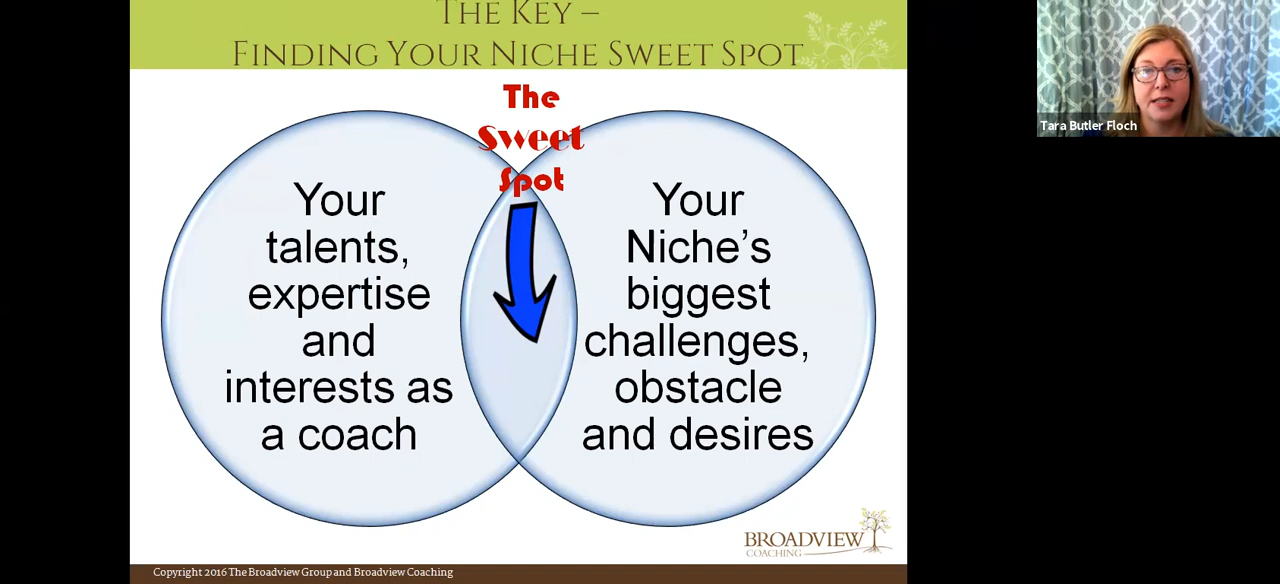 The Key –
Finding Your Niche Sweet Spot
The
Sweet
Spot
Your
talents,
expertise
and
interests as
a coach
Your
Niche’s
biggest
challenges,
obstacle
and desires
BROADVIEW
COACHING
Copyright 2016 The Broadview Group and Broadview Coaching
Tara Butler Floch